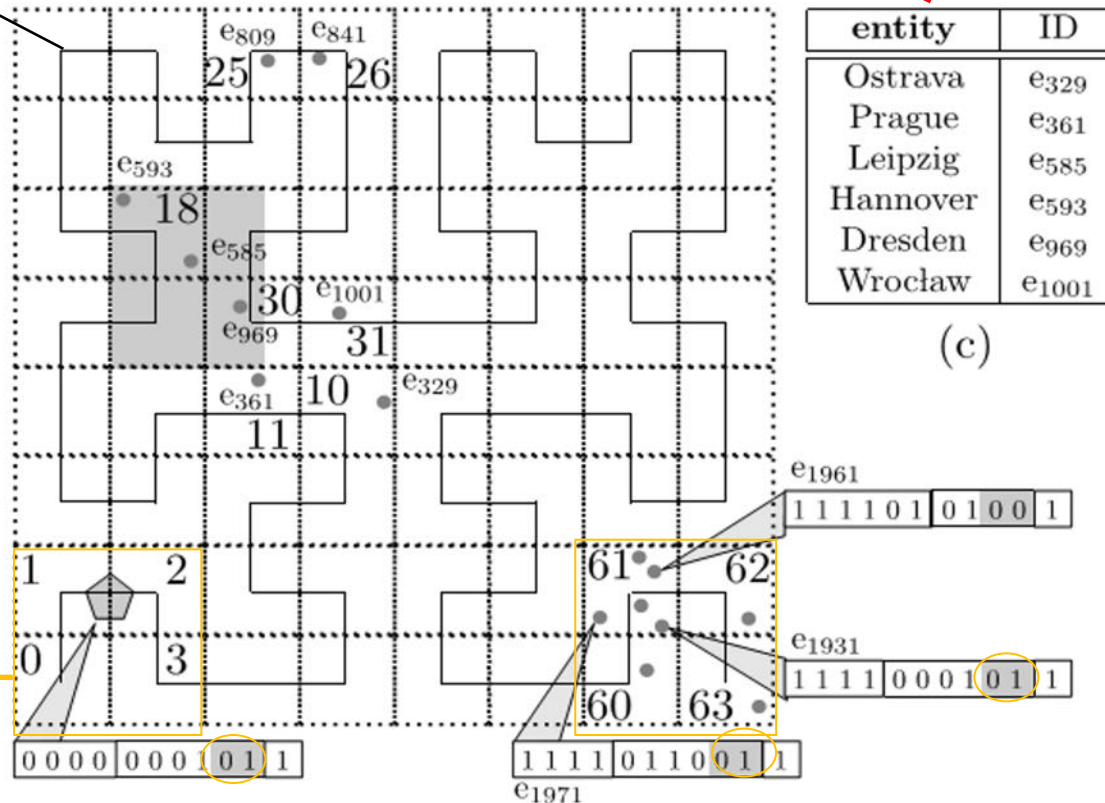 e809 e841
25 26
e593
18
e585
30 e1001
e969
31
10 e329
e361
11
1 2
0 3
61 62
60 63
0 0 0 0 0 0 0 1 0 1 1
1 1 1 1 0 1 1 0 0 1 1
e1971
e1961
1 1 1 1 0 1 0 1 0 0 1
e1931
1 1 1 1 0 0 0 1 0 1 1
entity ID
Ostrava e329
Prague e361
Leipzig e585
Hannover e593
Dresden e969
Wrocław e1001
(c)